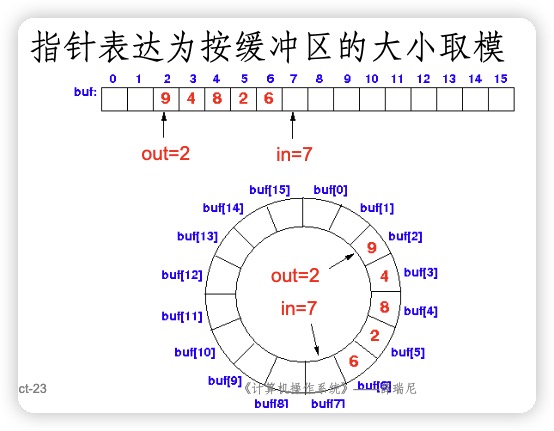 指针表达为按缓冲区的大小取模
0 1 2 3 4 5 6 7 8 9 10 11 12 13 14 15
buf: 9 4 8 2 6
out=2 in=7
buf[15] buf[0]
buf[14] buf[1]
buf[13] buf[2]
9
buf[12] out=2 4 buf[3]
in=7 8 buf[4]
buf[11]
2
buf[10] buf[5]
6
buf[9] buf[6]
ct-23 《计算机操作系统》 瑞尼
buf[8] buf[7]